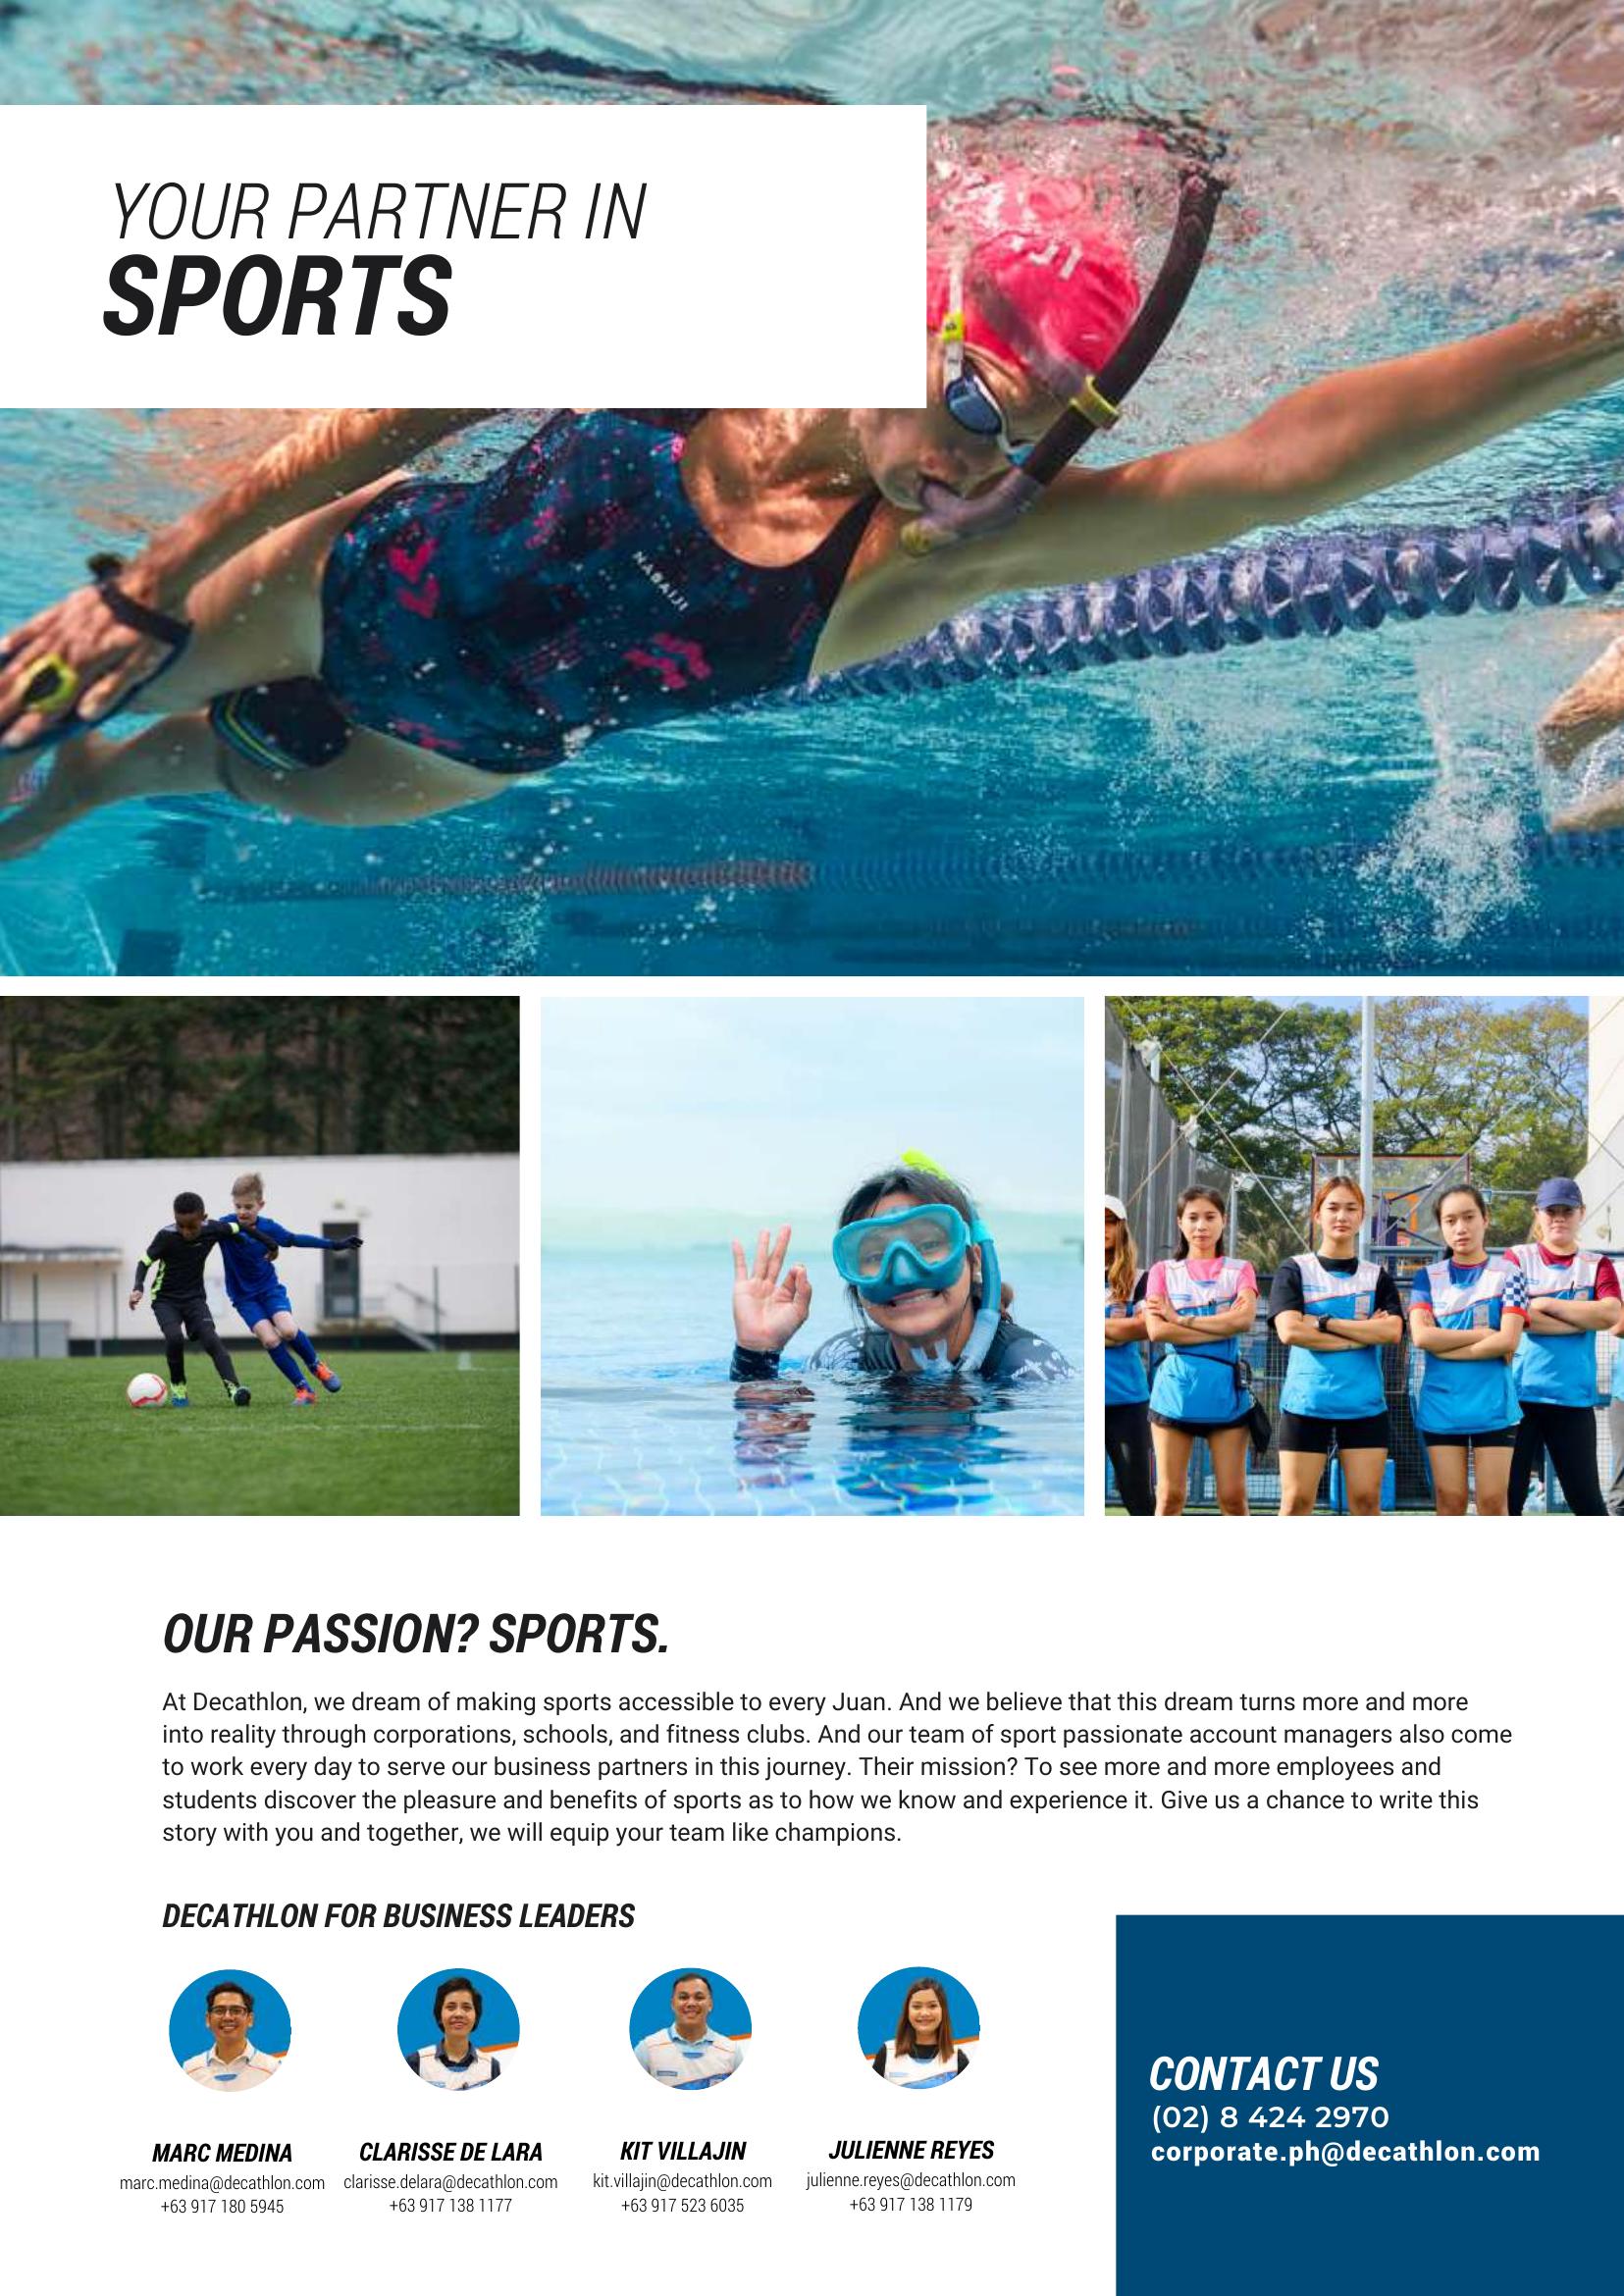 YOUR PARTNER IN
SPORTS
JI
NABAIJI
OUR PASSION? SPORTS.
At Decathlon, we dream of making sports accessible to every Juan. And we believe that this dream turns more and more
into reality through corporations, schools, and fitness clubs. And our team of sport passionate account managers also come
to work every day to serve our business partners in this journey. Their mission? To see more and more employees and
students discover the pleasure and benefits of sports as to how we know and experience it. Give us a chance to write this
story with you and together, we will equip your team like champions.
DECATHLON FOR BUSINESS LEADERS
MARC MEDINA
marc.medina@decathlon.com
+63 917 180 5945
CLARISSE DE LARA
clarisse.delara@decathlon.com
+63 917 138 1177
KIT VILLAJIN
kit.villajin@decathlon.com
+63 917 523 6035
JULIENNE REYES
julienne.reyes@decathlon.com
+63 917 138 1179
CONTACT US
(02) 8 424 2970
corporate.ph@decathlon.com